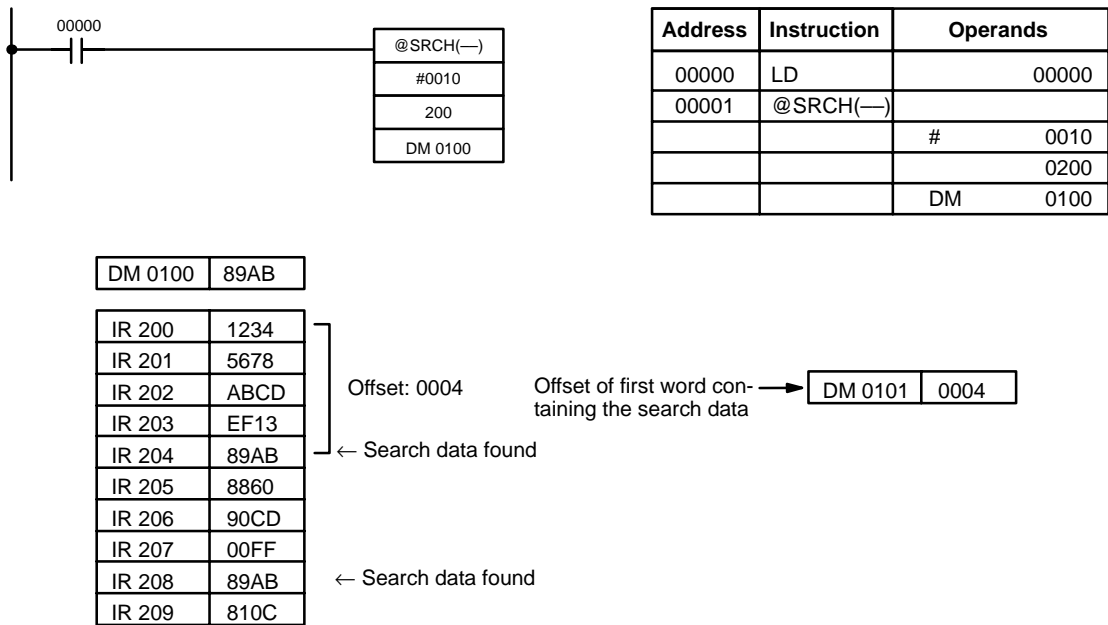 00000
@SRCH(—)
#0010
200
DM 0100
Address Instruction Operands
00000 LD 00000
00001 @SRCH(—)
# 0010
0200
DM 0100
DM 0100 89AB
IR 200 1234
IR 201 5678
IR 202 ABCD
IR 203 EF13
IR 204 89AB
IR 205 8860
IR 206 90CD
IR 207 00FF
IR 208 89AB
IR 209 810C
Offset: 0004
← Search data found
← Search data found
Offset of first word con-
taining the search data
DM 0101 0004